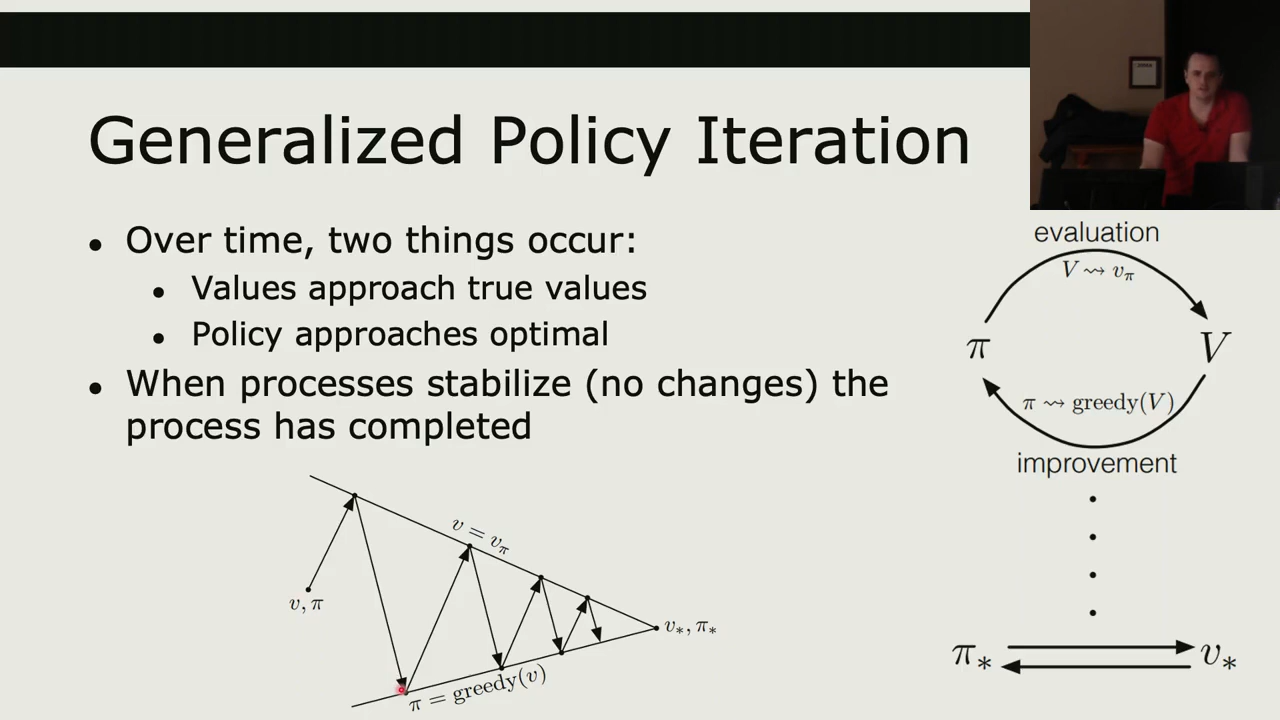 Generalized Policy Iteration
● Over time, two things occur:
● Values approach true values
● Policy approaches optimal
● When processes stabilize (no changes) the
process has completed
v = v_π
v, π
v_*, π_*
π = greedy(v)
evaluation
V ⇝ v_π
π
V
π ⇝ greedy(V)
improvement
π_*
v_*